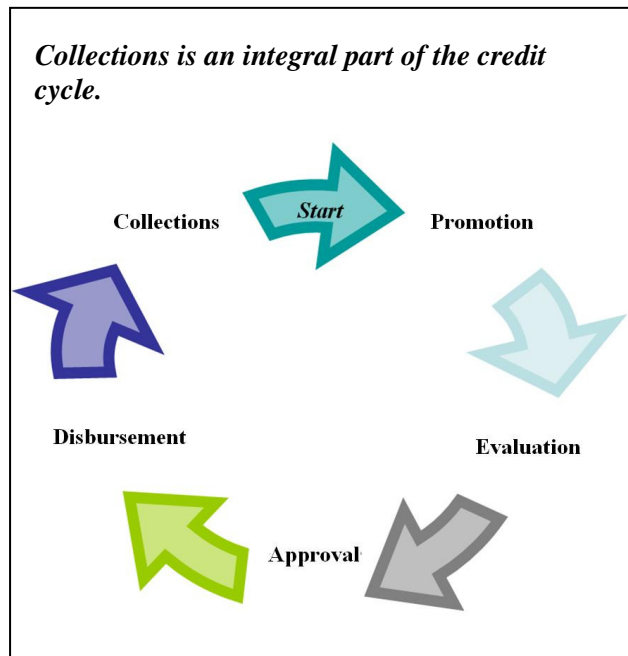 Collections is an integral part of the credit
cycle.
Start
Collections
Promotion
Disbursement
Evaluation
Approval